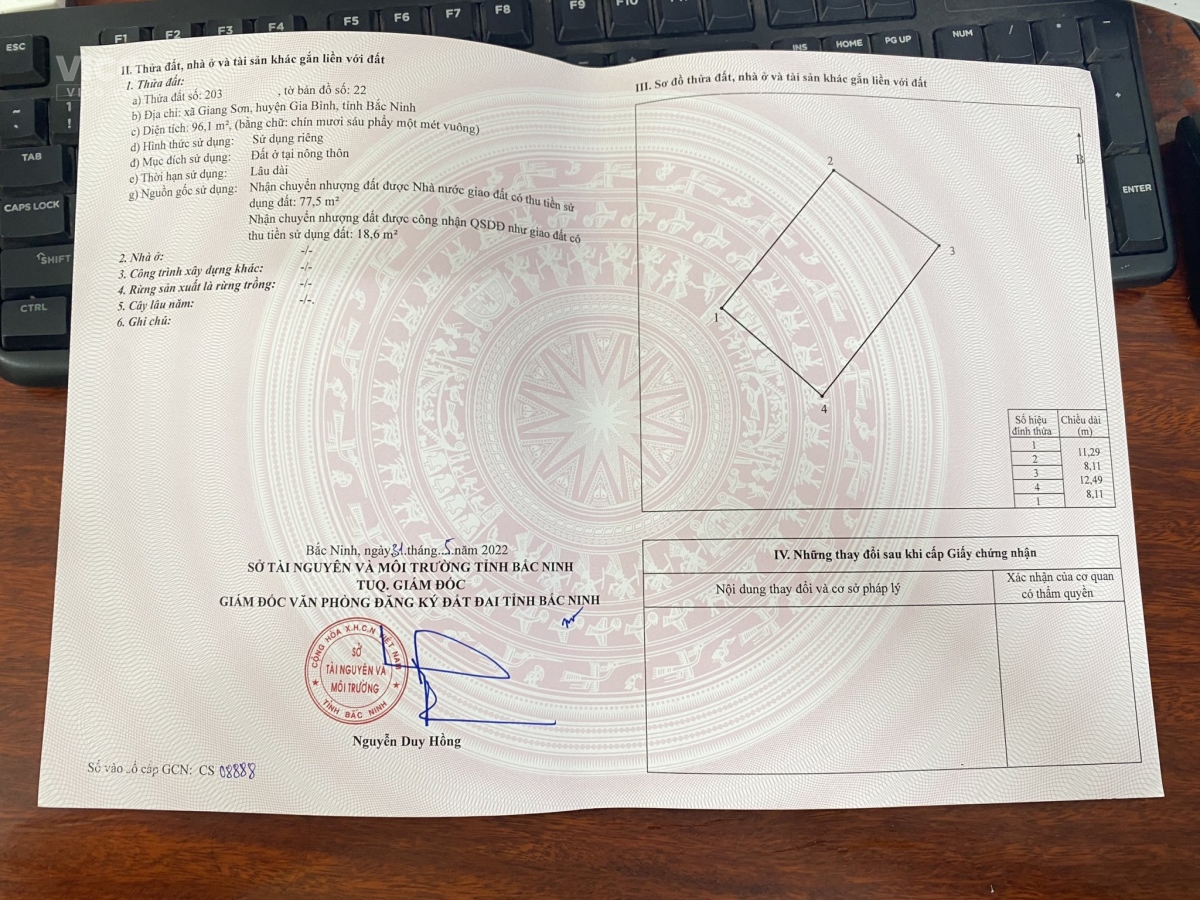 II. Thửa đất, nhà ở và tài sản khác gắn liền với đất
1. Thửa đất:
a) Thửa đất số: 203 , tờ bản đồ số: 22
b) Địa chỉ: xã Giang Sơn, huyện Gia Bình, tỉnh Bắc Ninh
c) Diện tích: 96,1 m², (bằng chữ: chín mươi sáu phẩy một mét vuông)
d) Hình thức sử dụng: Sử dụng riêng
đ) Mục đích sử dụng: Đất ở tại nông thôn
e) Thời hạn sử dụng: Lâu dài
g) Nguồn gốc sử dụng: Nhận chuyển nhượng đất được Nhà nước giao đất có thu tiền sử
dụng đất: 77,5 m²
Nhận chuyển nhượng đất được công nhận QSDĐ như giao đất có
thu tiền sử dụng đất: 18,6 m²
2. Nhà ở: -/-
3. Công trình xây dựng khác: -/-
4. Rừng sản xuất là rừng trồng: -/-
5. Cây lâu năm: -/-.
6. Ghi chú:
Bắc Ninh, ngày 31 tháng 5 năm 2022
SỞ TÀI NGUYÊN VÀ MÔI TRƯỜNG TỈNH BẮC NINH
TUQ. GIÁM ĐỐC
GIÁM ĐỐC VĂN PHÒNG ĐĂNG KÝ ĐẤT ĐAI TỈNH BẮC NINH
CỘNG HÒA X.H.C.N VIỆT NAM
SỞ
TÀI NGUYÊN VÀ
MÔI TRƯỜNG
TỈNH BẮC NINH
Nguyễn Duy Hồng
Số vào sổ cấp GCN: CS 08888
III. Sơ đồ thửa đất, nhà ở và tài sản khác gắn liền với đất
B
2
3
1
4
Số hiệu đỉnh thửa Chiều dài (m)
1
11,29
2
8,11
3
12,49
4
8,11
1
IV. Những thay đổi sau khi cấp Giấy chứng nhận
Nội dung thay đổi và cơ sở pháp lý
Xác nhận của cơ quan
có thẩm quyền
ESC
F1 F2 F3 F4 F5 F6 F7 F8 F9 F10
INS HOME PG UP NUM / * -
+
ENTER
~
1
!
TAB
CAPS LOCK
SHIFT
CTRL